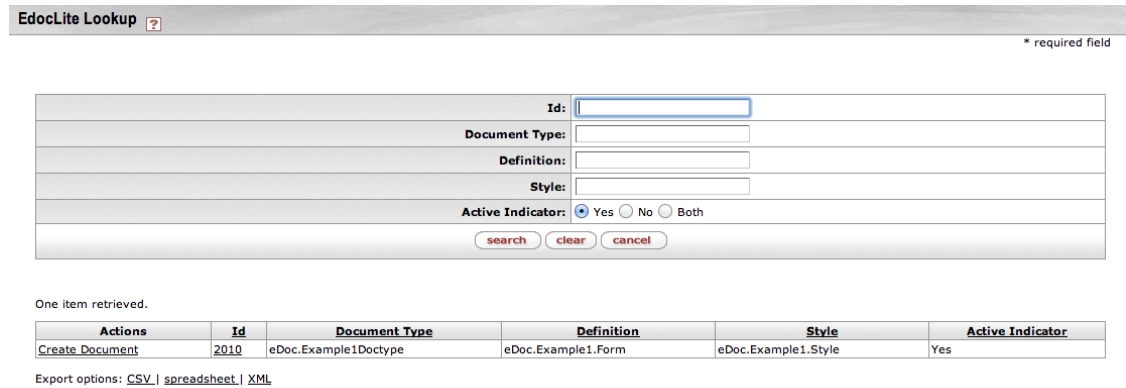 EdocLite Lookup ?
* required field
Id:
Document Type:
Definition:
Style:
Active Indicator: Yes No Both
search clear cancel
One item retrieved.
Actions Id Document Type Definition Style Active Indicator
Create Document 2010 eDoc.Example1Doctype eDoc.Example1.Form eDoc.Example1.Style Yes
Export options: CSV | spreadsheet | XML